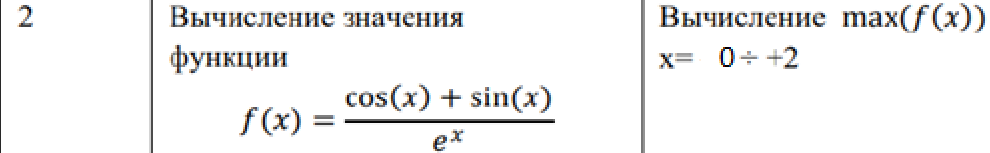 2
Вычисление значения
функции
f(x) = (cos(x) + sin(x)) / e^x
Вычисление max(f(x))
x= 0 ÷ +2